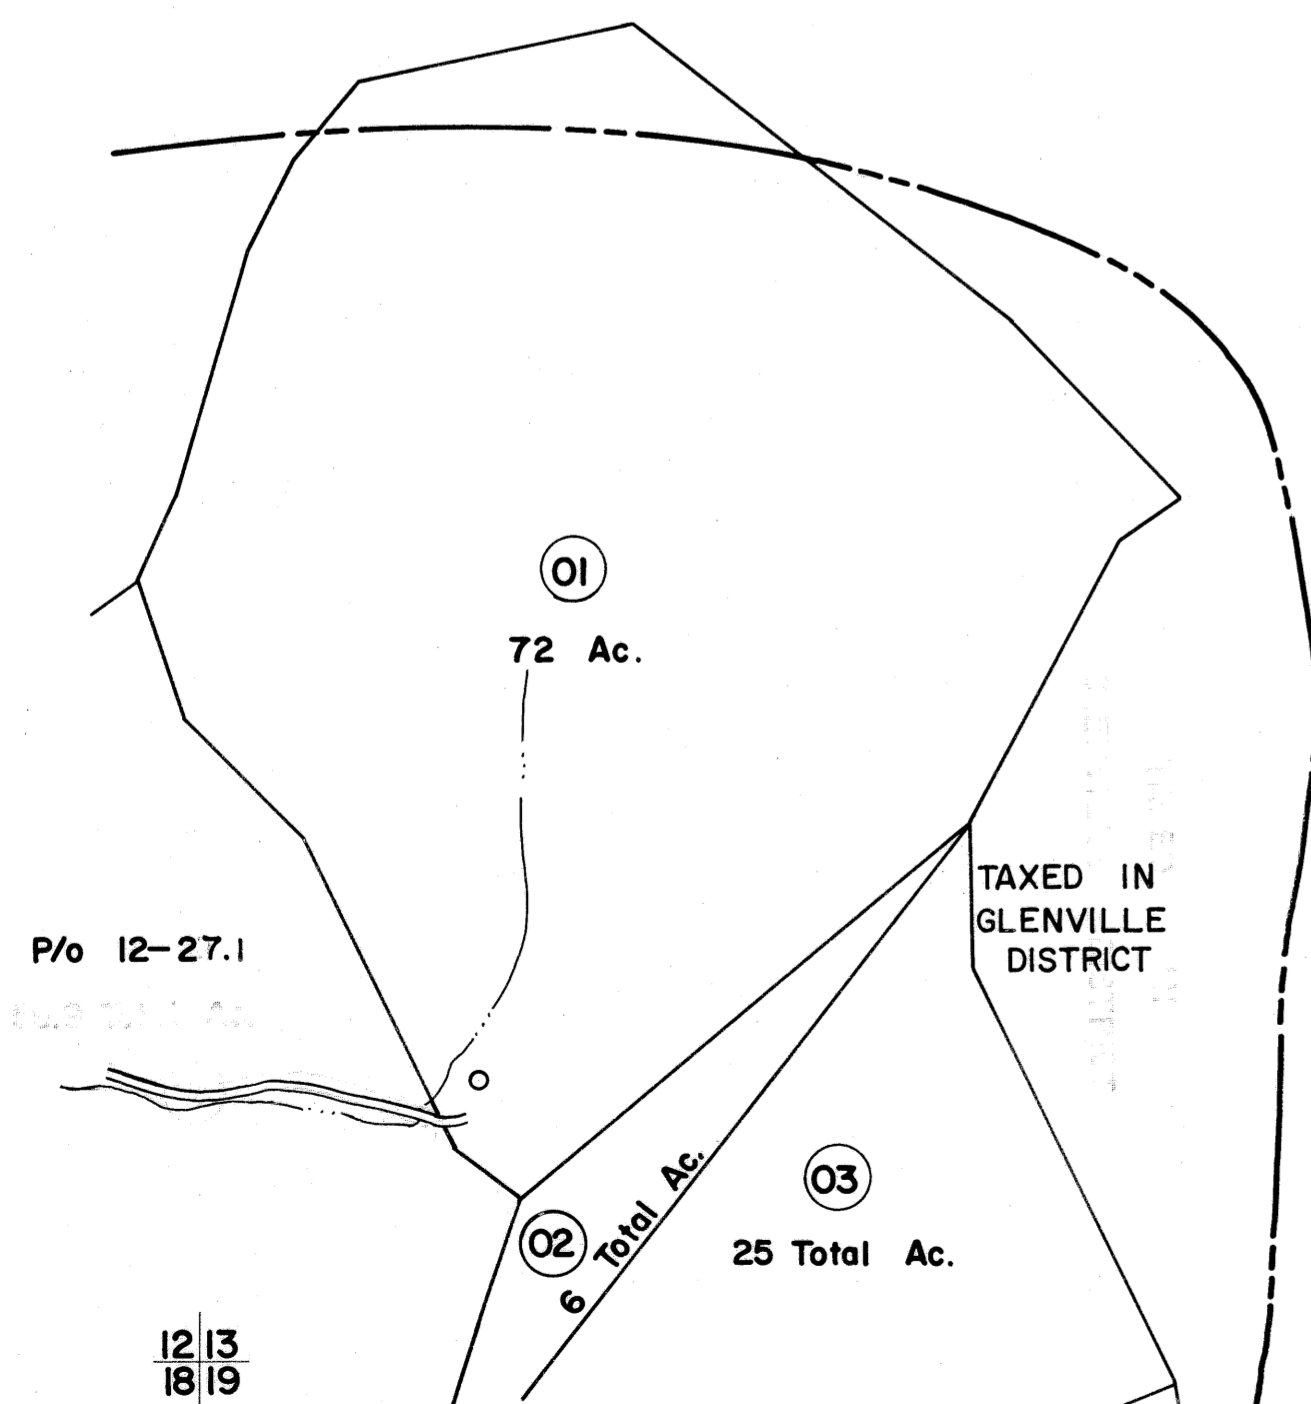 01
72 Ac.
TAXED IN
GLENVILLE
DISTRICT
P/o 12-27.1
03
25 Total Ac.
02
6 Total Ac.
12 13
18 19